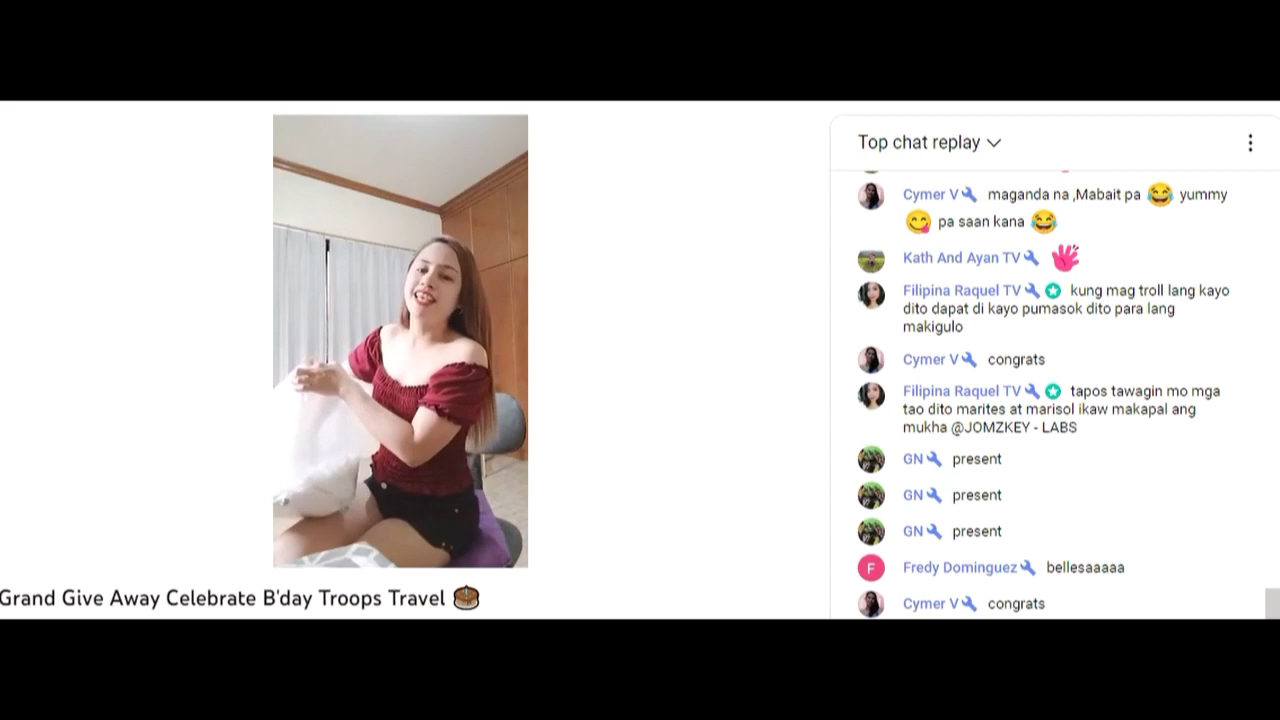 Top chat replay
Cymer V maganda na ,Mabait pa 😂 yummy
😋 pa saan kana 😂
Kath And Ayan TV
Filipina Raquel TV kung mag troll lang kayo
dito dapat di kayo pumasok dito para lang
makigulo
Cymer V congrats
Filipina Raquel TV tapos tawagin mo mga
tao dito marites at marisol ikaw makapal ang
mukha @JOMZKEY - LABS
GN present
GN present
GN present
F Fredy Dominguez bellesaaaaa
Cymer V congrats
Grand Give Away Celebrate B'day Troops Travel 🎂